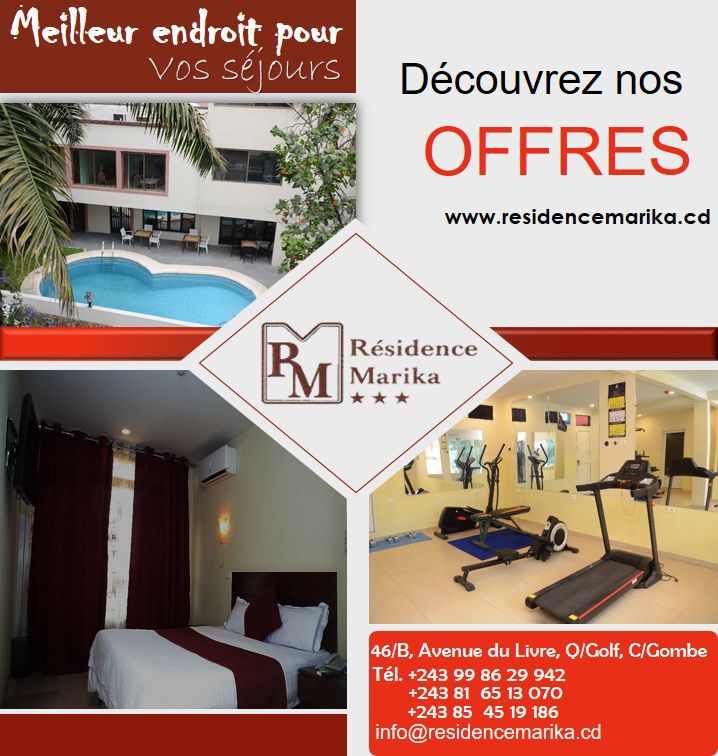 Meilleur endroit pour
Vos séjours
Découvrez nos
OFFRES
www.residencemarika.cd
RM
Résidence
Marika
★★★
46/B, Avenue du Livre, Q/Golf, C/Gombe
Tél. +243 99 86 29 942
+243 81 65 13 070
+243 85 45 19 186
info@residencemarika.cd